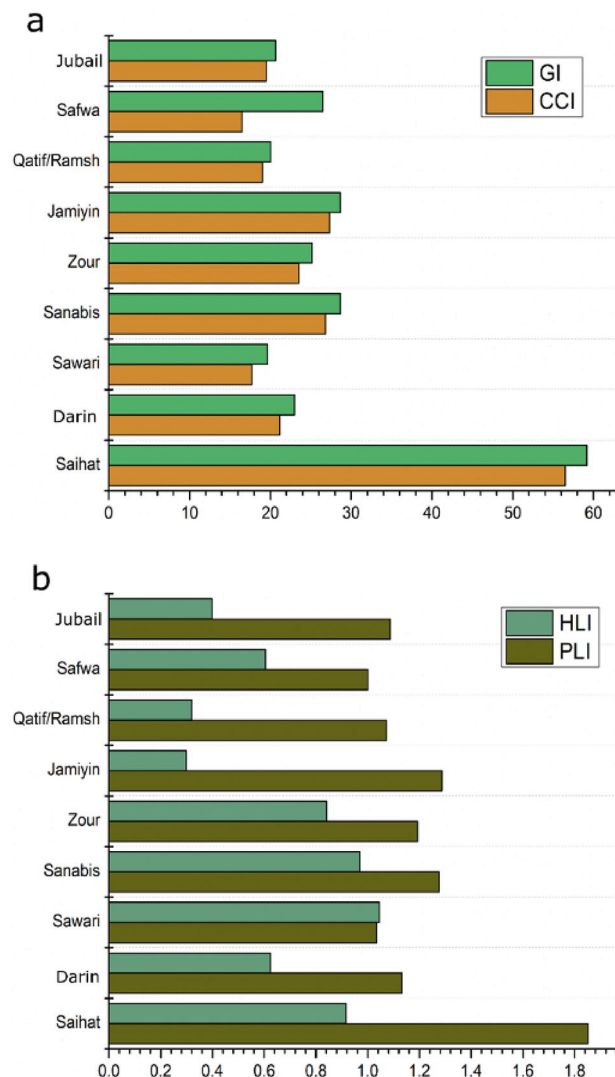 a
GI
CCI
Jubail
Safwa
Qatif/Ramsh
Jamiyin
Zour
Sanabis
Sawari
Darin
Saihat
0 10 20 30 40 50 60
b
HLI
PLI
Jubail
Safwa
Qatif/Ramsh
Jamiyin
Zour
Sanabis
Sawari
Darin
Saihat
0.0 0.2 0.4 0.6 0.8 1.0 1.2 1.4 1.6 1.8